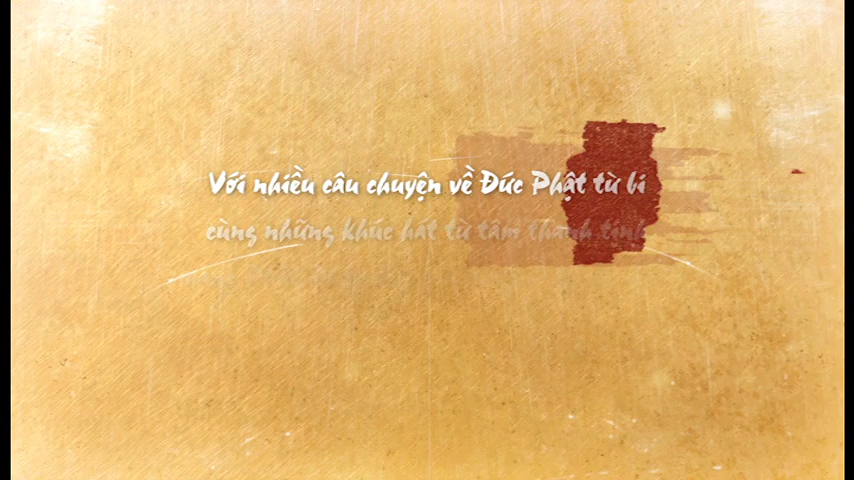 Với nhiều câu chuyện về Đức Phật từ bi
cùng những khúc hát từ tâm thanh tịnh